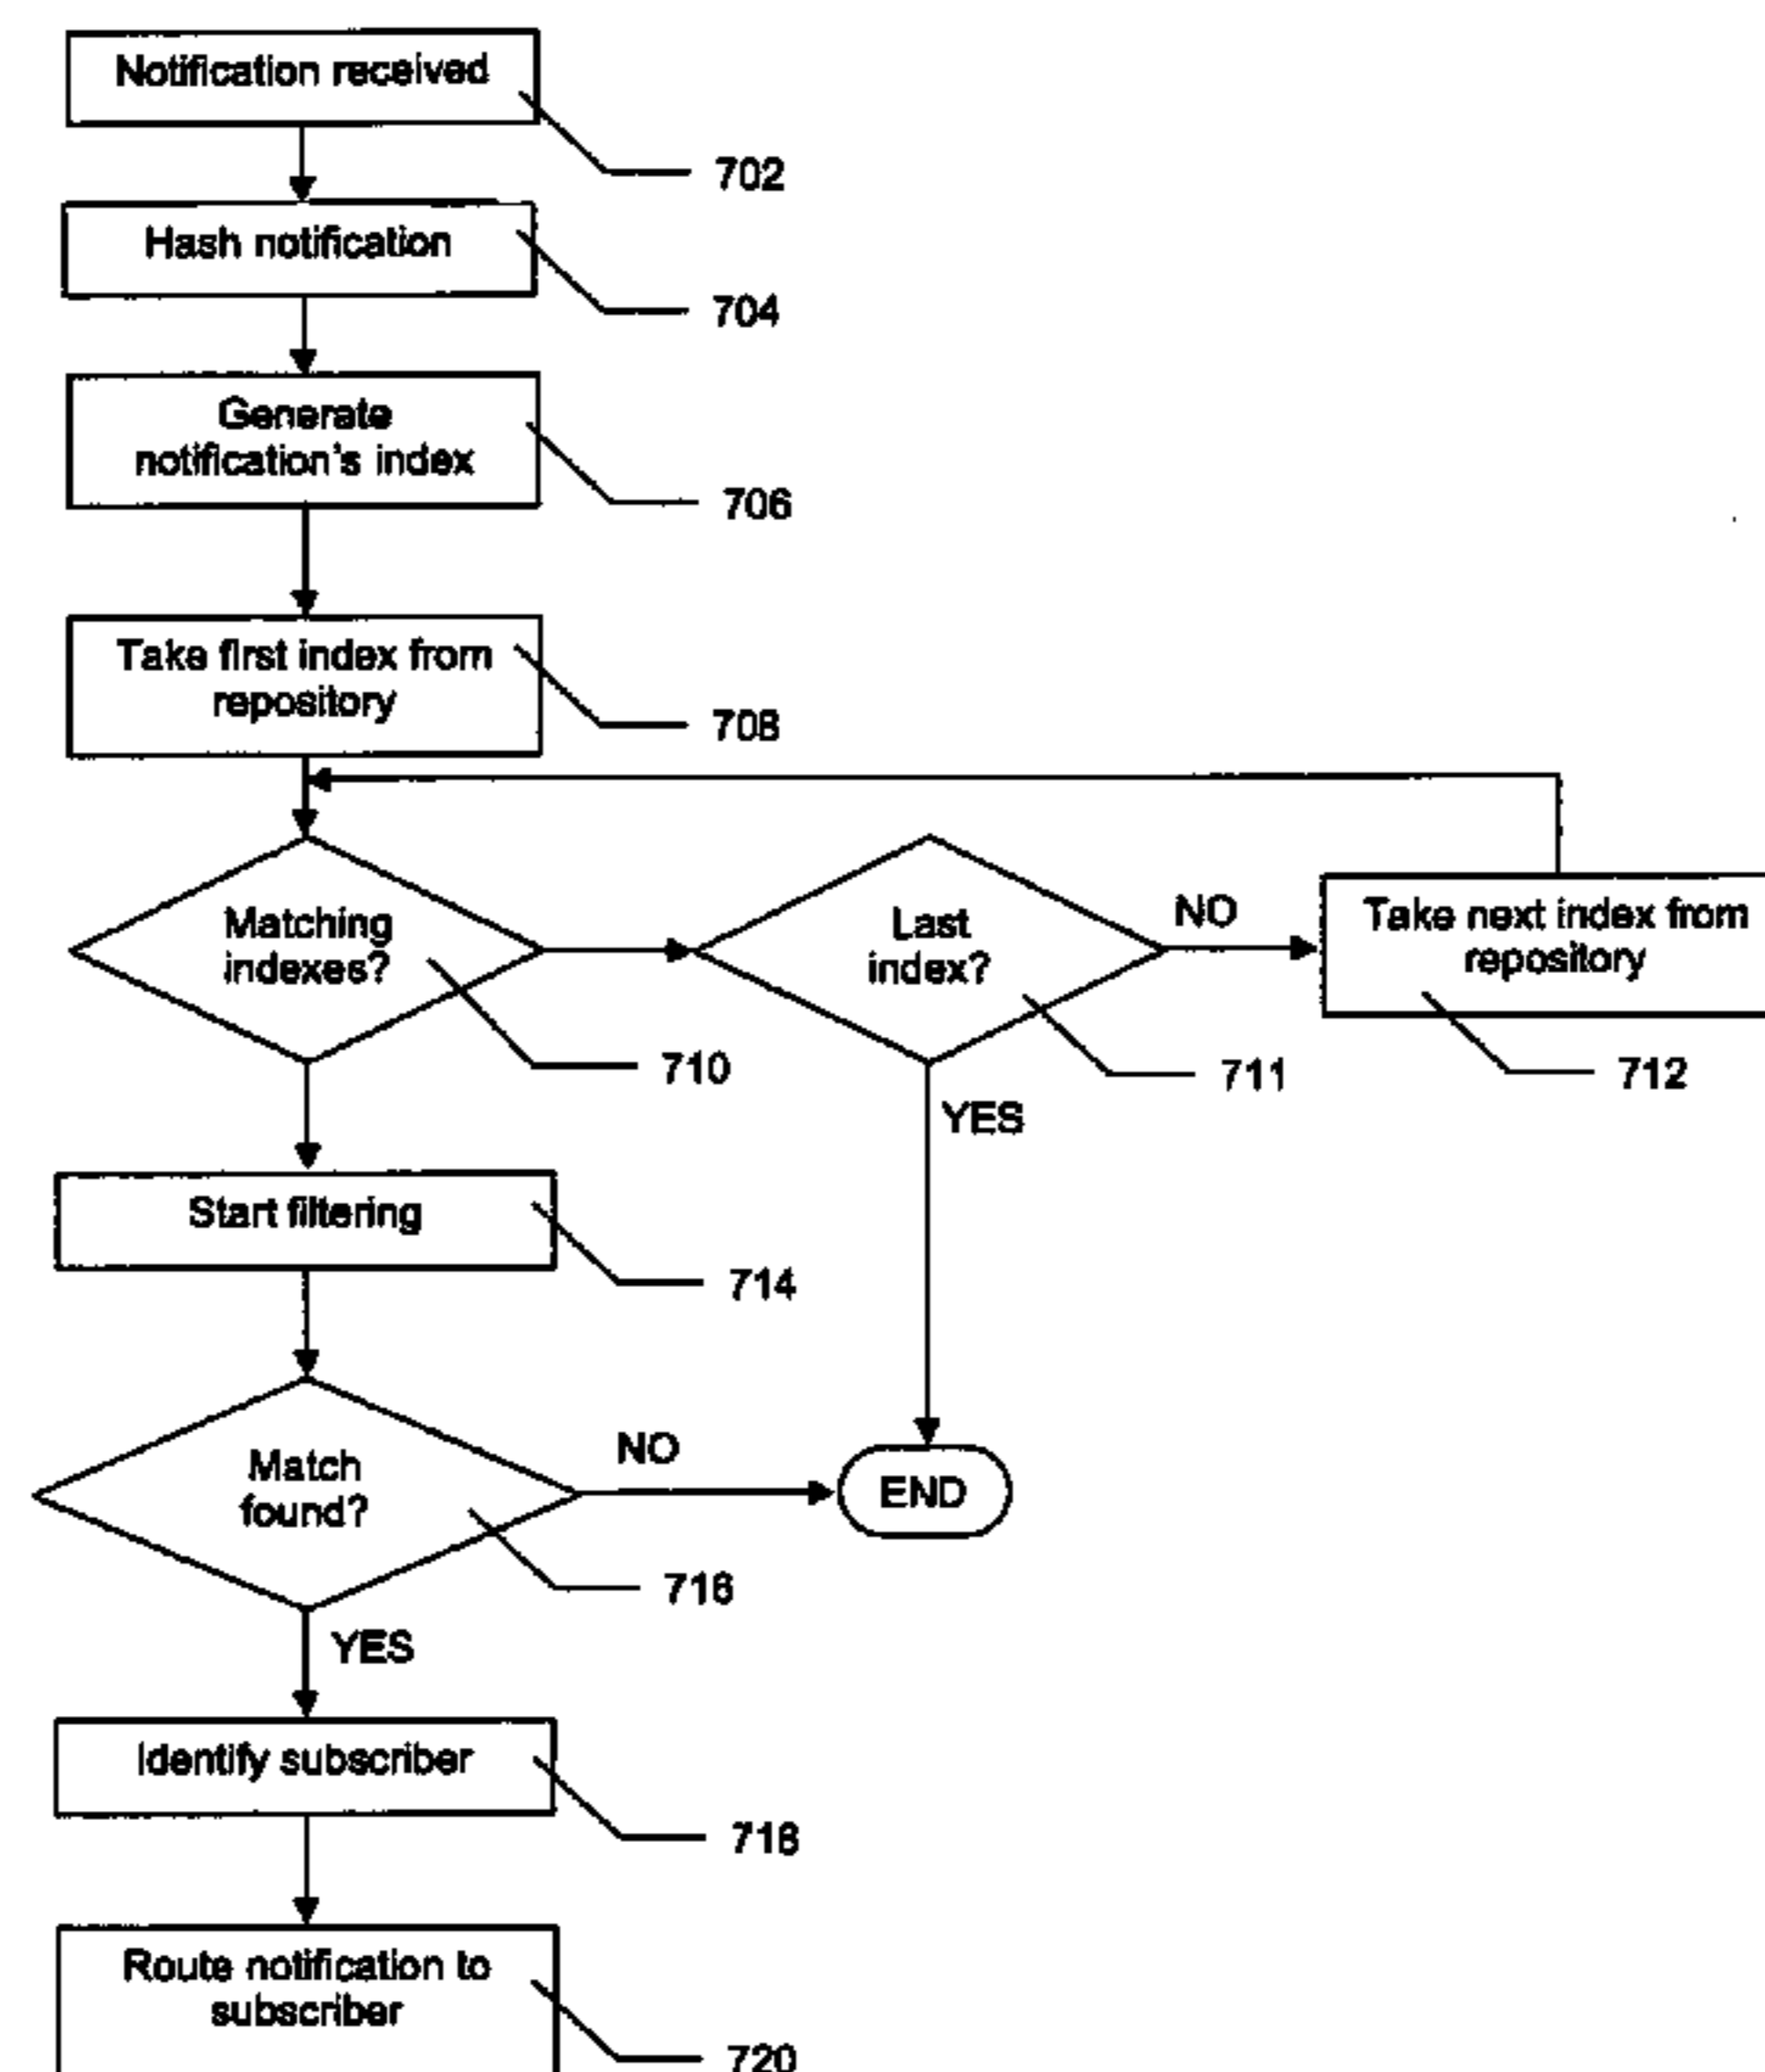 Notification received
702
Hash notification
704
Generate
notification's index
706
Take first index from
repository
708
Matching
indexes?
710
Last
index?
711
NO
YES
Take next index from
repository
712
Start filtering
714
Match
found?
716
NO
YES
END
Identify subscriber
718
Route notification to
subscriber
720